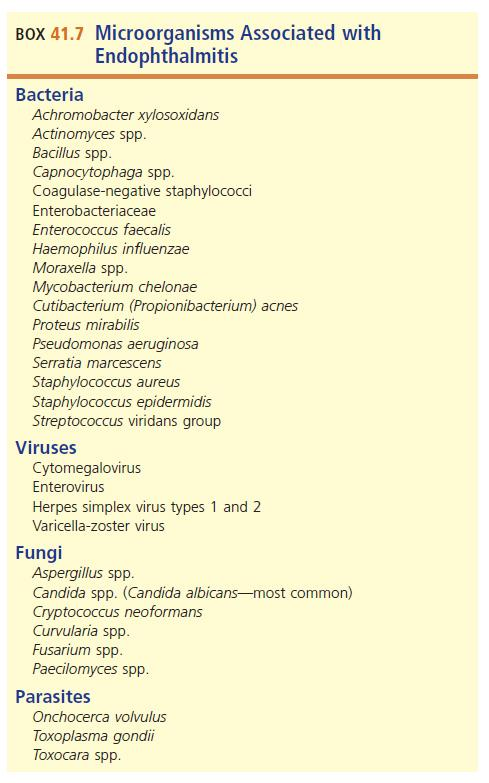 BOX 41.7 Microorganisms Associated with
Endophthalmitis
Bacteria
Achromobacter xylosoxidans
Actinomyces spp.
Bacillus spp.
Capnocytophaga spp.
Coagulase-negative staphylococci
Enterobacteriaceae
Enterococcus faecalis
Haemophilus influenzae
Moraxella spp.
Mycobacterium chelonae
Cutibacterium (Propionibacterium) acnes
Proteus mirabilis
Pseudomonas aeruginosa
Serratia marcescens
Staphylococcus aureus
Staphylococcus epidermidis
Streptococcus viridans group
Viruses
Cytomegalovirus
Enterovirus
Herpes simplex virus types 1 and 2
Varicella-zoster virus
Fungi
Aspergillus spp.
Candida spp. (Candida albicans—most common)
Cryptococcus neoformans
Curvularia spp.
Fusarium spp.
Paecilomyces spp.
Parasites
Onchocerca volvulus
Toxoplasma gondii
Toxocara spp.